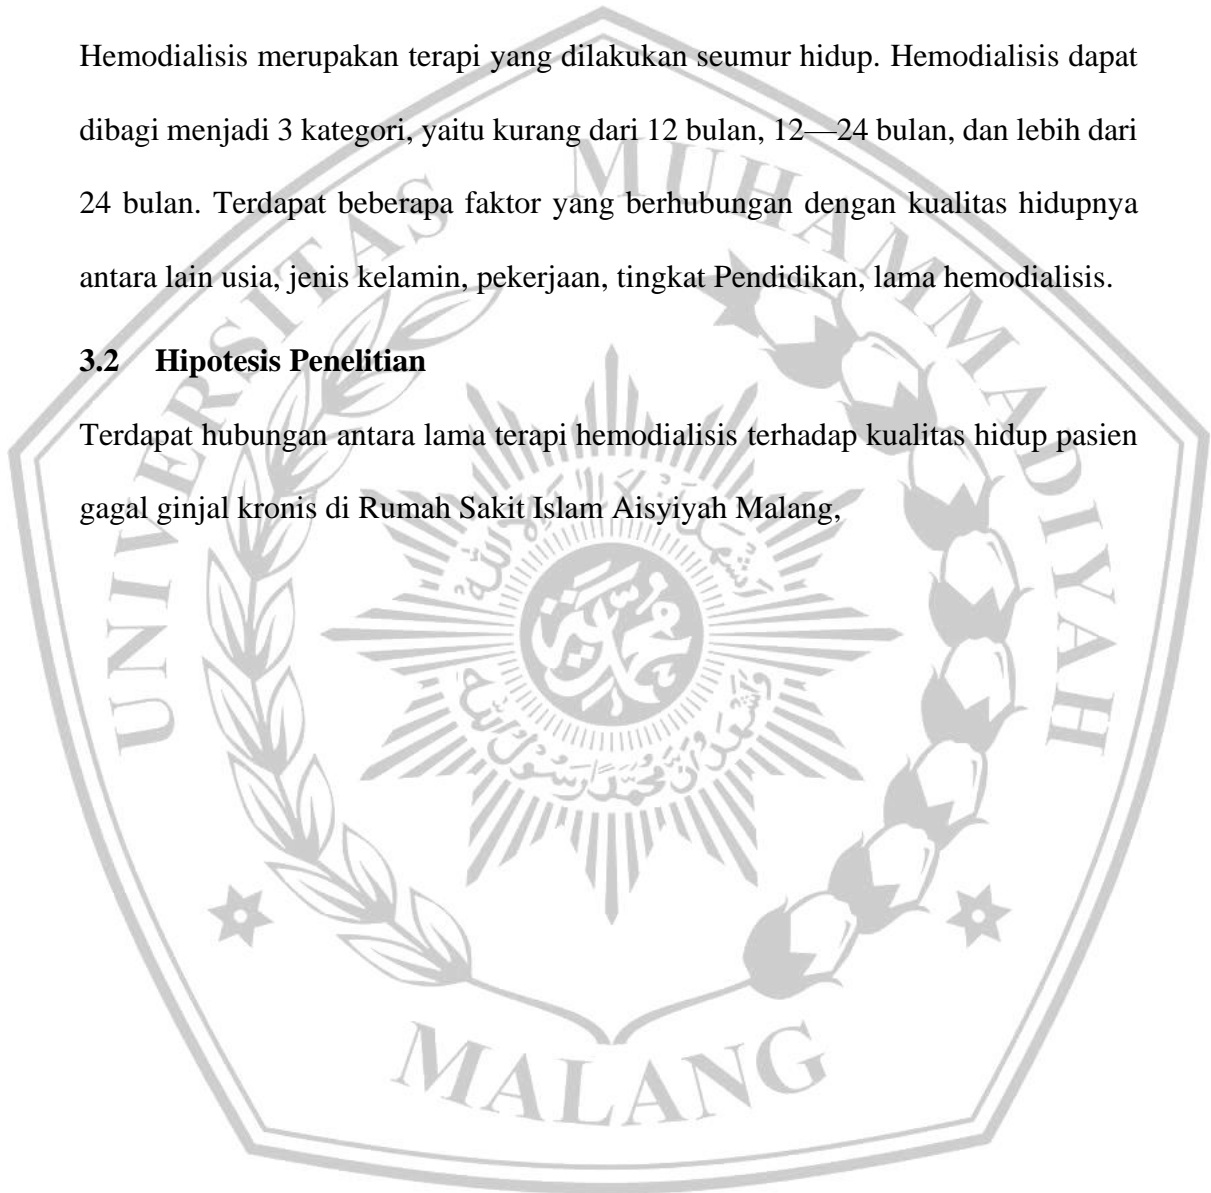 Hemodialisis merupakan terapi yang dilakukan seumur hidup. Hemodialisis dapat
dibagi menjadi 3 kategori, yaitu kurang dari 12 bulan, 12—24 bulan, dan lebih dari
24 bulan. Terdapat beberapa faktor yang berhubungan dengan kualitas hidupnya
antara lain usia, jenis kelamin, pekerjaan, tingkat Pendidikan, lama hemodialisis.
3.2 Hipotesis Penelitian
Terdapat hubungan antara lama terapi hemodialisis terhadap kualitas hidup pasien
gagal ginjal kronis di Rumah Sakit Islam Aisyiyah Malang,
UNIVERSITAS MUHAMMADIYAH
MALANG